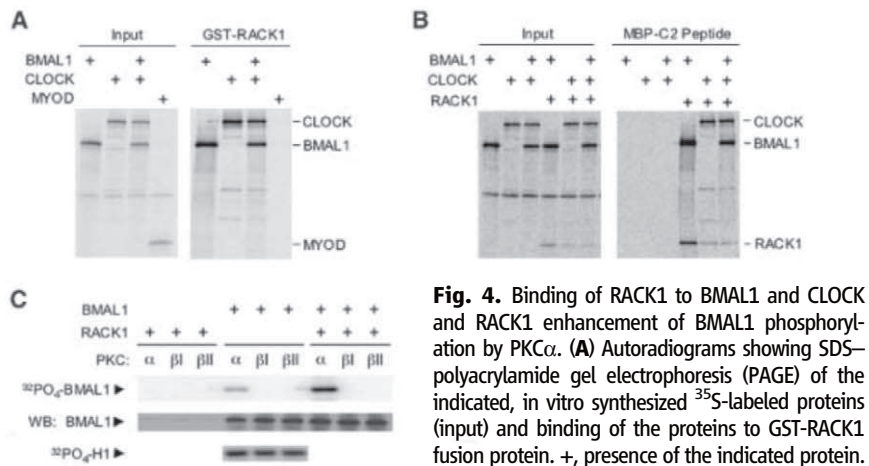 A
Input GST-RACK1
BMAL1 + + + +
CLOCK + + + +
MYOD + +
CLOCK
BMAL1
MYOD
B
Input MBP-C2 Peptide
BMAL1 + + + + + + + +
CLOCK + + + + + + + +
RACK1 + + + + + +
CLOCK
BMAL1
RACK1
C
BMAL1 + + + + + +
RACK1 + + + + + +
PKC: α βI βII α βI βII α βI βII
³²PO₄-BMAL1
WB: BMAL1
³²PO₄-H1
Fig. 4. Binding of RACK1 to BMAL1 and CLOCK
and RACK1 enhancement of BMAL1 phosphoryl-
ation by PKCα. (A) Autoradiograms showing SDS–
polyacrylamide gel electrophoresis (PAGE) of the
indicated, in vitro synthesized ³⁵S-labeled proteins
(input) and binding of the proteins to GST-RACK1
fusion protein. +, presence of the indicated protein.